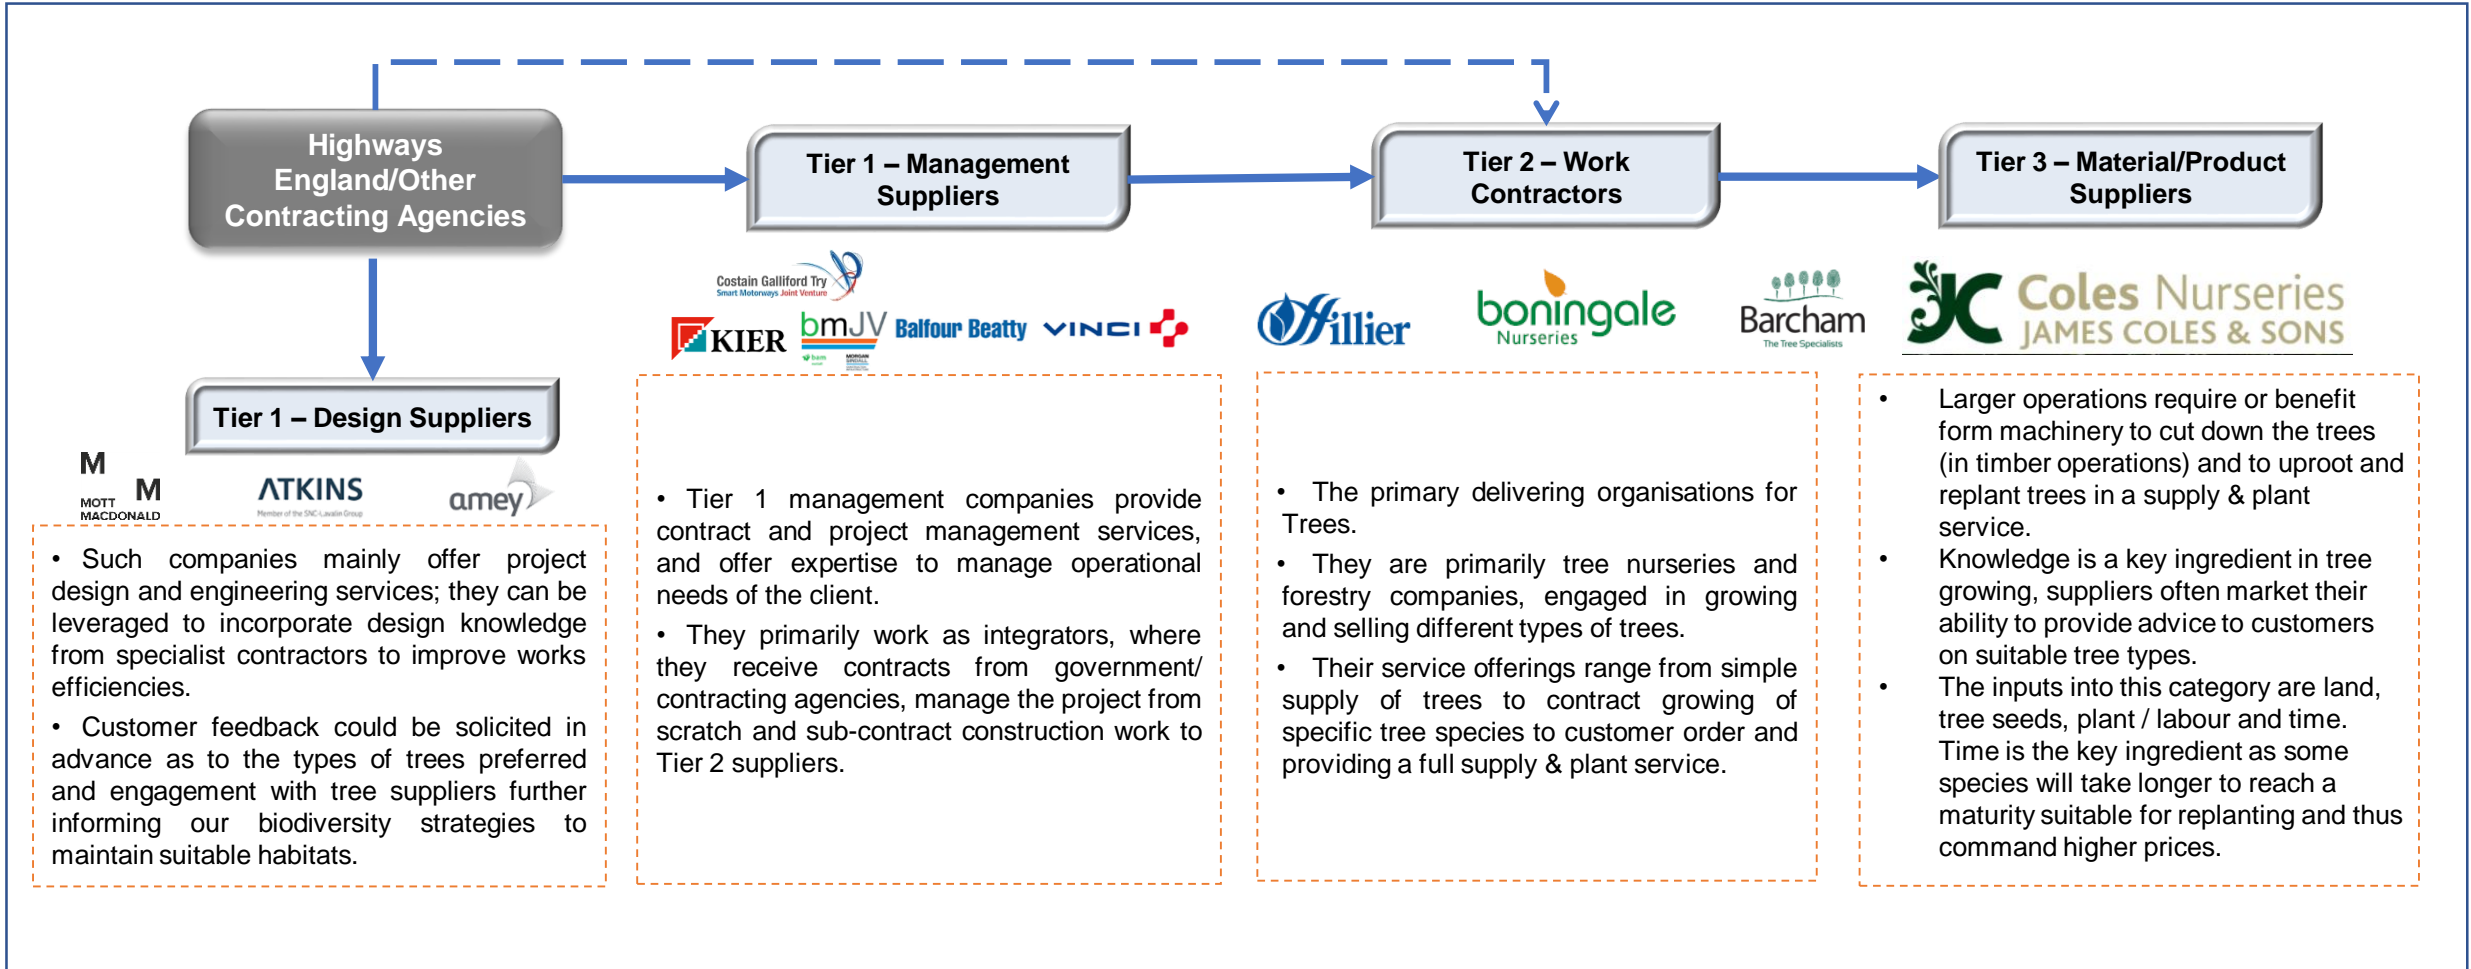 Highways
England/Other
Contracting Agencies
Tier 1 – Management
Suppliers
Tier 2 – Work
Contractors
Tier 3 – Material/Product
Suppliers
Tier 1 – Design Suppliers
M
M
MOTT
MACDONALD
ATKINS
Member of the SNC-Lavalin Group
amey
• Such companies mainly offer project
design and engineering services; they can be
leveraged to incorporate design knowledge
from specialist contractors to improve works
efficiencies.
• Customer feedback could be solicited in
advance as to the types of trees preferred
and engagement with tree suppliers further
informing our biodiversity strategies to
maintain suitable habitats.
Costain Galliford Try
Smart Motorways Joint Venture
KIER
bmJV
bam
MORGAN
SINDALL
Balfour Beatty
VINCI
• Tier 1 management companies provide
contract and project management services,
and offer expertise to manage operational
needs of the client.
• They primarily work as integrators, where
they receive contracts from government/
contracting agencies, manage the project from
scratch and sub-contract construction work to
Tier 2 suppliers.
Hillier
boningale
Nurseries
Barcham
The Tree Specialists
• The primary delivering organisations for
Trees.
• They are primarily tree nurseries and
forestry companies, engaged in growing
and selling different types of trees.
• Their service offerings range from simple
supply of trees to contract growing of
specific tree species to customer order and
providing a full supply & plant service.
JC
Coles Nurseries
JAMES COLES & SONS
• Larger operations require or benefit
form machinery to cut down the trees
(in timber operations) and to uproot and
replant trees in a supply & plant
service.
• Knowledge is a key ingredient in tree
growing, suppliers often market their
ability to provide advice to customers
on suitable tree types.
• The inputs into this category are land,
tree seeds, plant / labour and time.
Time is the key ingredient as some
species will take longer to reach a
maturity suitable for replanting and thus
command higher prices.